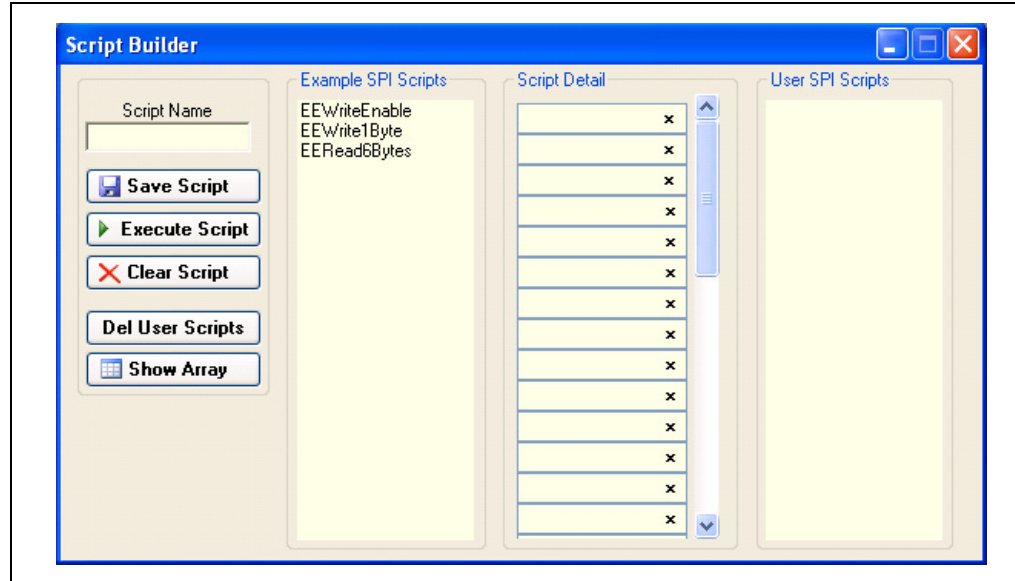 Script Builder
Script Name
Save Script
Execute Script
Clear Script
Del User Scripts
Show Array
Example SPI Scripts
EEWriteEnable
EEWrite1Byte
EERead6Bytes
Script Detail
x
x
x
x
x
x
x
x
x
x
x
x
x
x
User SPI Scripts